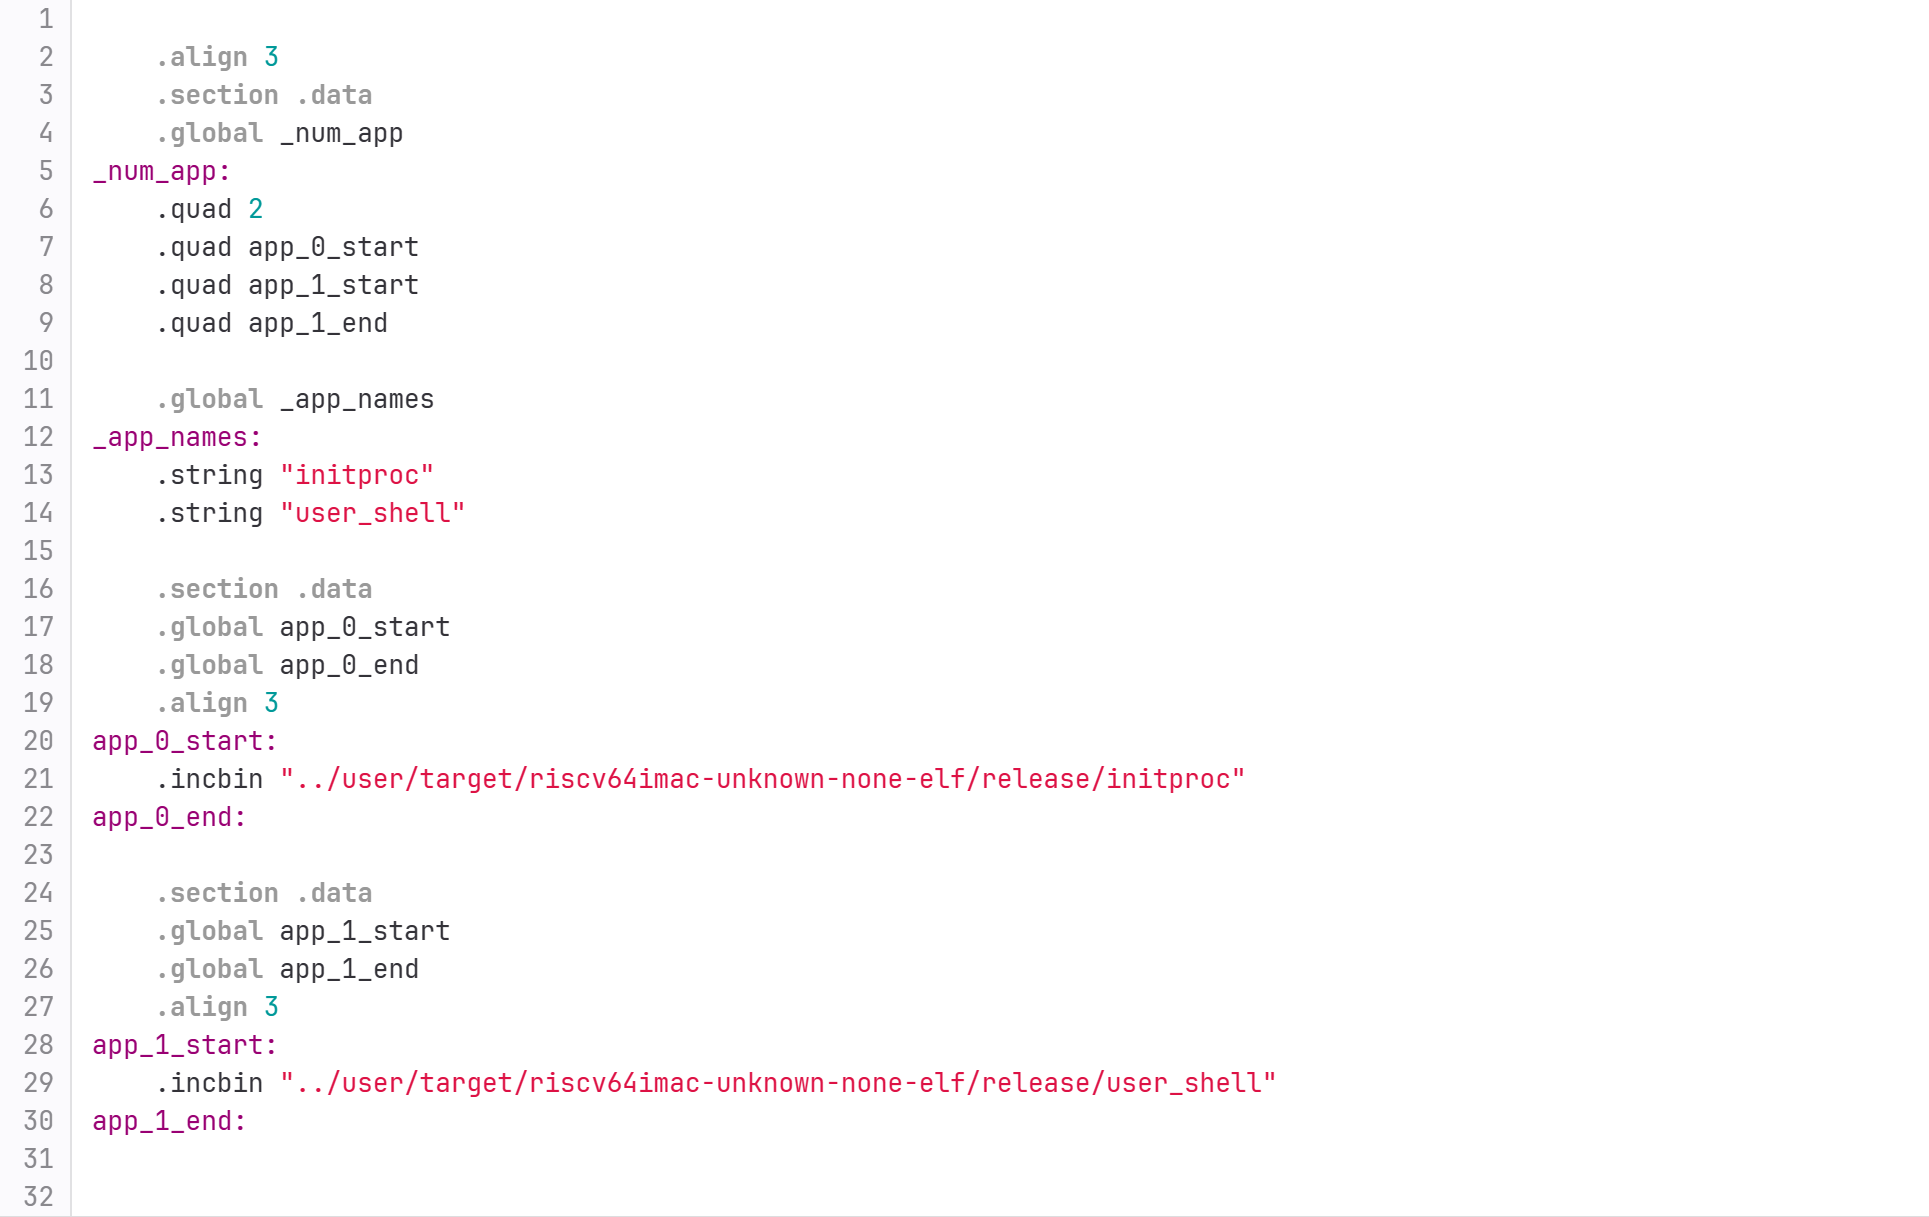 1
2     .align 3
3     .section .data
4     .global _num_app
5 _num_app:
6     .quad 2
7     .quad app_0_start
8     .quad app_1_start
9     .quad app_1_end
10
11     .global _app_names
12 _app_names:
13     .string "initproc"
14     .string "user_shell"
15
16     .section .data
17     .global app_0_start
18     .global app_0_end
19     .align 3
20 app_0_start:
21     .incbin "../user/target/riscv64imac-unknown-none-elf/release/initproc"
22 app_0_end:
23
24     .section .data
25     .global app_1_start
26     .global app_1_end
27     .align 3
28 app_1_start:
29     .incbin "../user/target/riscv64imac-unknown-none-elf/release/user_shell"
30 app_1_end:
31
32